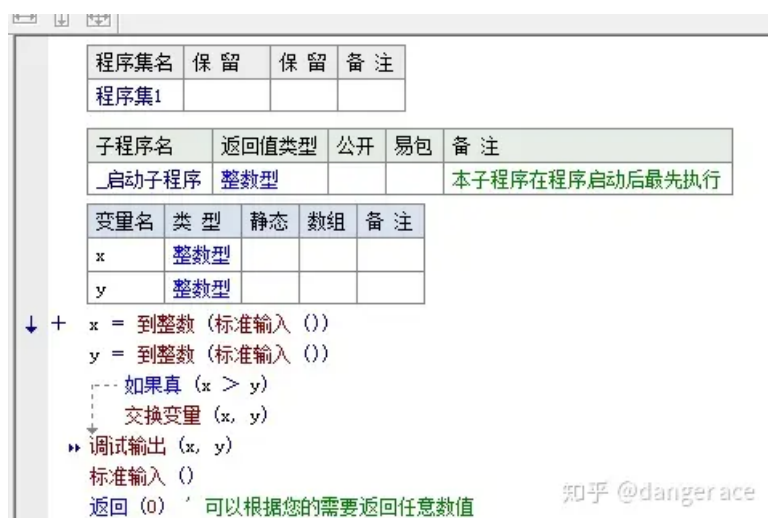 程序集名 保 留 保 留 备 注
程序集1
子程序名 返回值类型 公开 易包 备 注
_启动子程序 整数型 本子程序在程序启动后最先执行
变量名 类 型 静态 数组 备 注
x 整数型
y 整数型
x = 到整数 (标准输入 ())
y = 到整数 (标准输入 ())
如果真 (x > y)
交换变量 (x, y)
调试输出 (x, y)
标准输入 ()
返回 (0) ' 可以根据您的需要返回任意数值
知乎 @dangerace